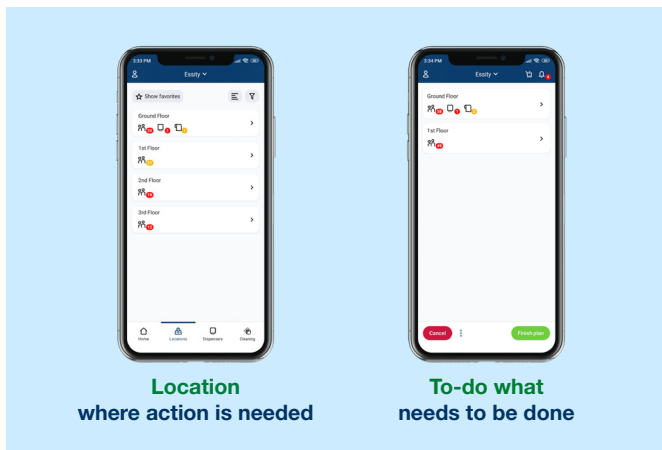 3:33 PM
Essity
Show favorites
Ground Floor
1st Floor
2nd Floor
3rd Floor
12
Home
Locations
Dispensers
Cleaning
Location
where action is needed
3:34 PM
Essity
Ground Floor
1st Floor
Cancel
Finish plan
To-do what
needs to be done